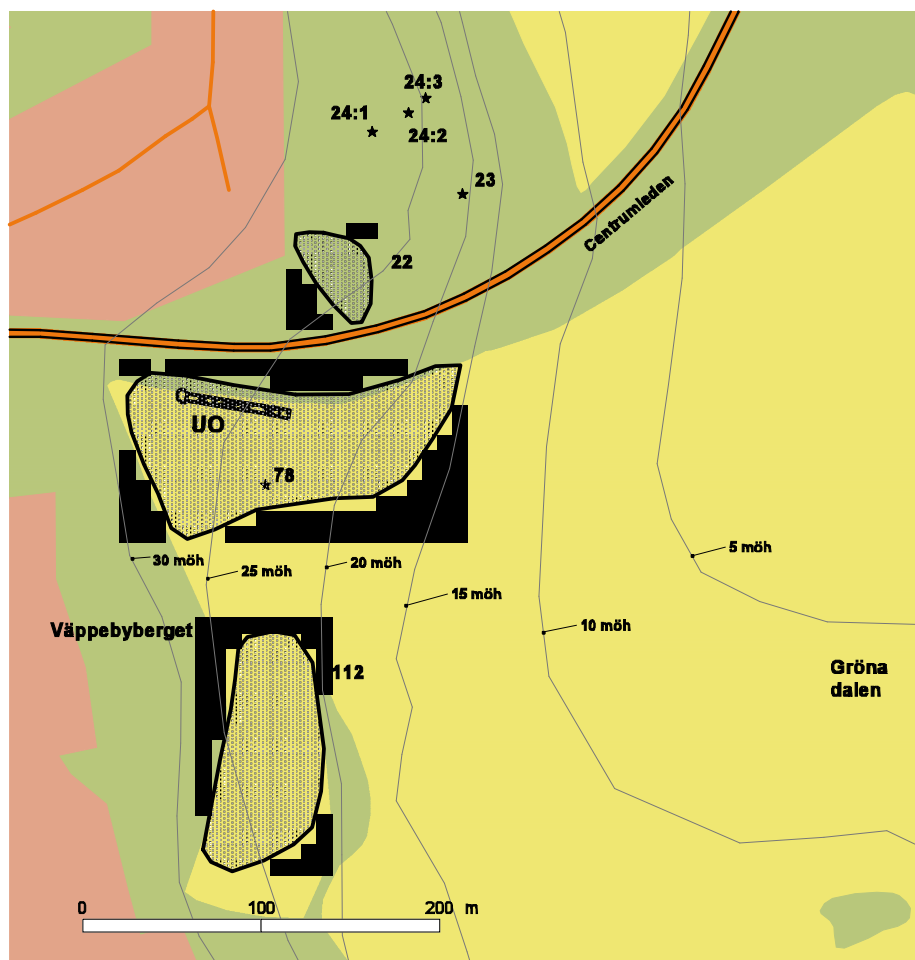 24:3
24:1
24:2
23
Centrumleden
22
UO
78
30 möh
25 möh
20 möh
15 möh
10 möh
5 möh
Väppebyberget
112
Gröna
dalen
0 100 200 m